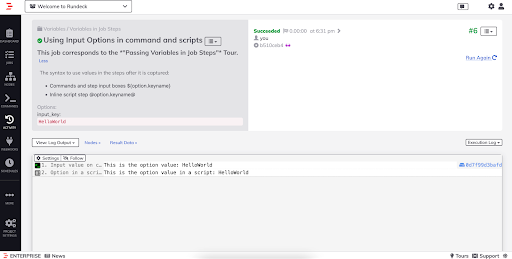 Welcome to Rundeck
Variables / Variables in Job Steps
Using Input Options in command and scripts
This job corresponds to the *"Passing Variables in Job Steps"* Tour.
Less
The syntax to use values in the steps after it is captured:
Commands and step input boxes ${option.keyname}
Inline script step @option.keyname@
Options:
input_key:
HelloWorld
Succeeded 0.00:00 at 6:31 pm
you
#6
Run Again
DASHBOARD
JOBS
NODES
COMMANDS
ACTIVITY
WEBHOOKS
SCHEDULES
MORE
PROJECT SETTINGS
View Log Output
Nodes
Result Data
Execution Log
Settings
Follow
1. Input value on c… This is the option value: HelloWorld
2. Option in a scri… This is the option value in a script: HelloWorld
ENTERPRISE
News
Tours
Support